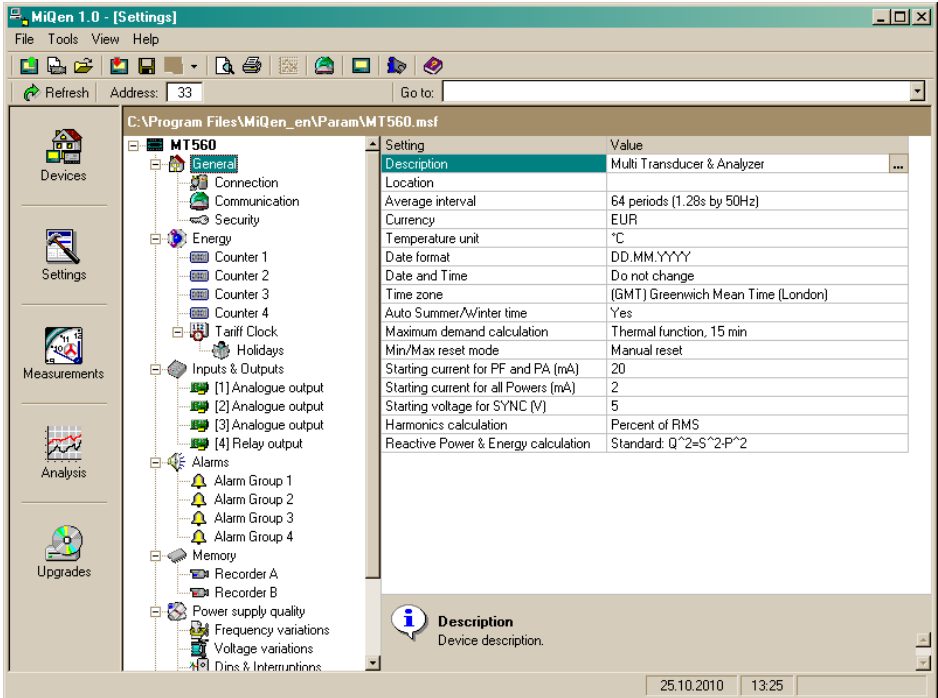 MiQen 1.0 - [Settings]
File Tools View Help
Refresh Address: 33 Go to:
C:\Program Files\MiQen_en\Param\MT560.msf
Devices
Settings
Measurements
Analysis
Upgrades
MT560
General
Connection
Communication
Security
Energy
Counter 1
Counter 2
Counter 3
Counter 4
Tariff Clock
Holidays
Inputs & Outputs
[1] Analogue output
[2] Analogue output
[3] Analogue output
[4] Relay output
Alarms
Alarm Group 1
Alarm Group 2
Alarm Group 3
Alarm Group 4
Memory
Recorder A
Recorder B
Power supply quality
Frequency variations
Voltage variations
Dips & Interruptions
Setting Value
Description Multi Transducer & Analyzer ...
Location
Average interval 64 periods (1.28s by 50Hz)
Currency EUR
Temperature unit °C
Date format DD.MM.YYYY
Date and Time Do not change
Time zone (GMT) Greenwich Mean Time (London)
Auto Summer/Winter time Yes
Maximum demand calculation Thermal function, 15 min
Min/Max reset mode Manual reset
Starting current for PF and PA (mA) 20
Starting current for all Powers (mA) 2
Starting voltage for SYNC (V) 5
Harmonics calculation Percent of RMS
Reactive Power & Energy calculation Standard: Q^2=S^2-P^2
Description
Device description.
25.10.2010 13:25